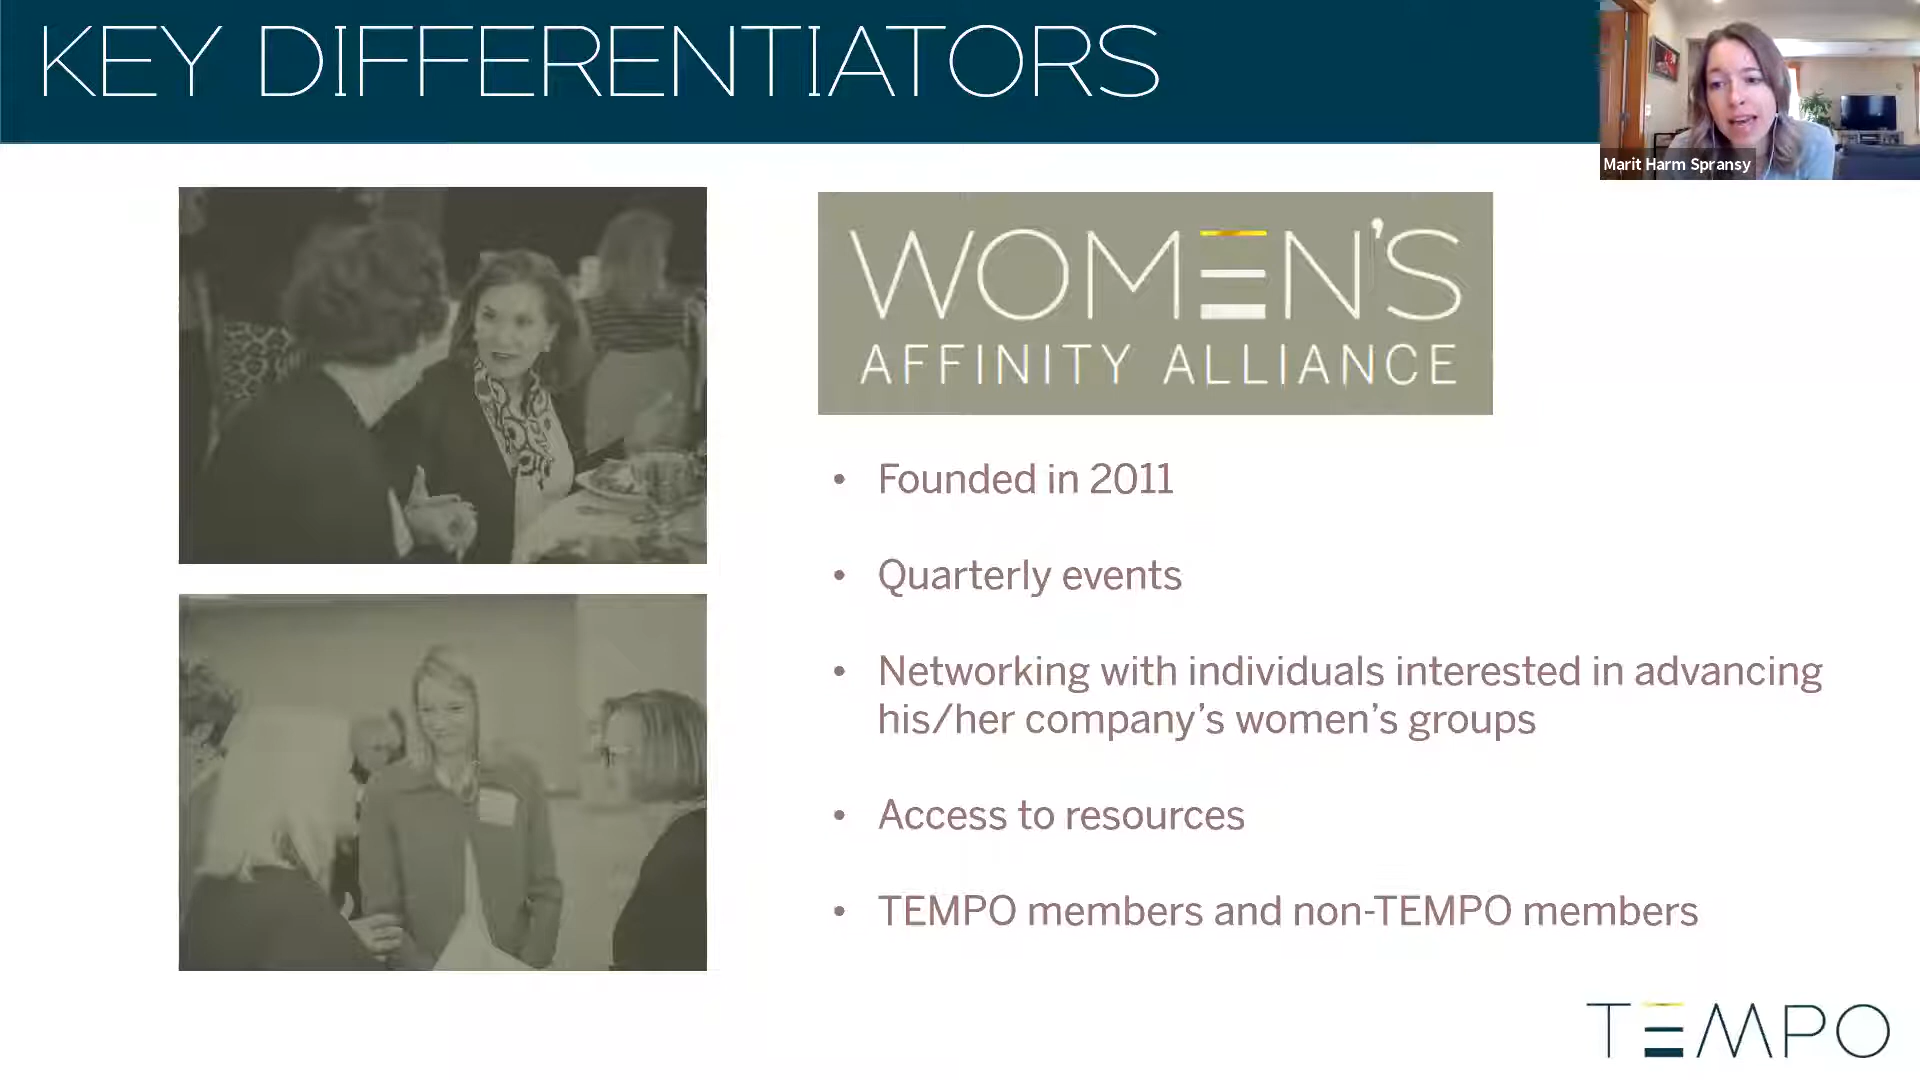 KEY DIFFERENTIATORS
Marit Harm Spransy
WOMEN'S
AFFINITY ALLIANCE
• Founded in 2011
• Quarterly events
• Networking with individuals interested in advancing
his/her company’s women’s groups
• Access to resources
• TEMPO members and non-TEMPO members
TEMPO